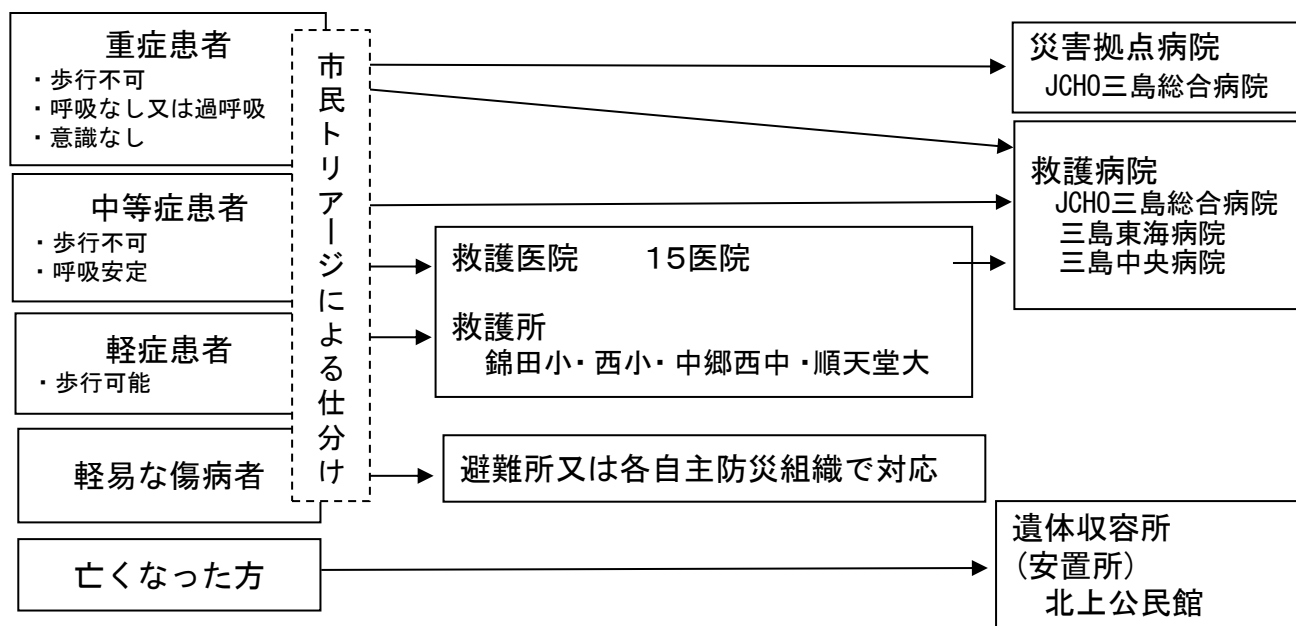 重症患者
・歩行不可
・呼吸なし又は過呼吸
・意識なし
中等症患者
・歩行不可
・呼吸安定
軽症患者
・歩行可能
軽易な傷病者
亡くなった方
市民トリアージによる仕分け
救護医院　　15医院
救護所
錦田小・西小・中郷西中・順天堂大
避難所又は各自主防災組織で対応
災害拠点病院
JCHO三島総合病院
救護病院
JCHO三島総合病院
三島東海病院
三島中央病院
遺体収容所
(安置所)
北上公民館